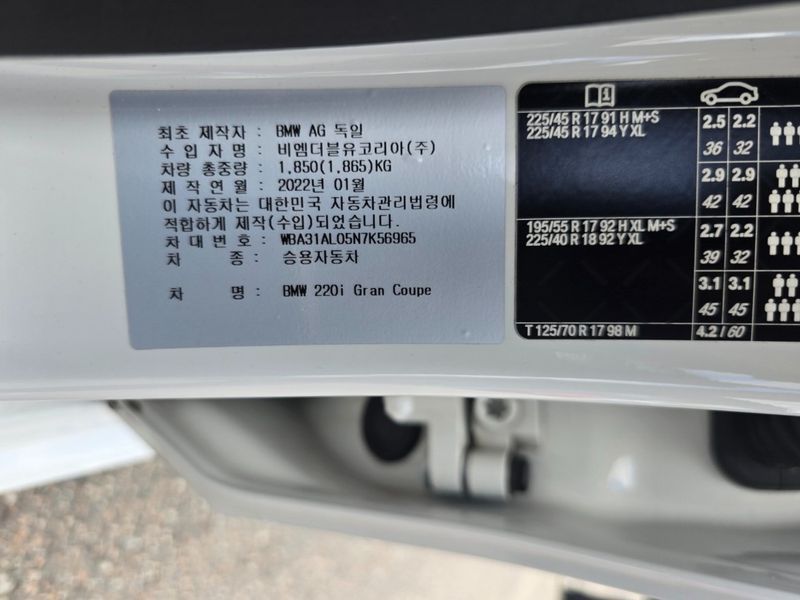 최초 제작자 : BMW AG 독일
수 입 자 명 : 비엠더블유코리아(주)
차량 총중량 : 1,850(1,865)KG
제 작 연 월 : 2022년 01월
이 자동차는 대한민국 자동차관리법령에
적합하게 제작(수입)되었습니다.
차 대 번 호 : WBA31AL05N7K56965
차 종 : 승용자동차
차 명 : BMW 220i Gran Coupe
225/45 R 17 91 H M+S
225/45 R 17 94 Y XL
2.5 2.2
36 32
2.9 2.9
42 42
195/55 R 17 92 H XL M+S
225/40 R 18 92 Y XL
2.7 2.2
39 32
3.1 3.1
45 45
T 125/70 R 17 98 M
4.2 / 60